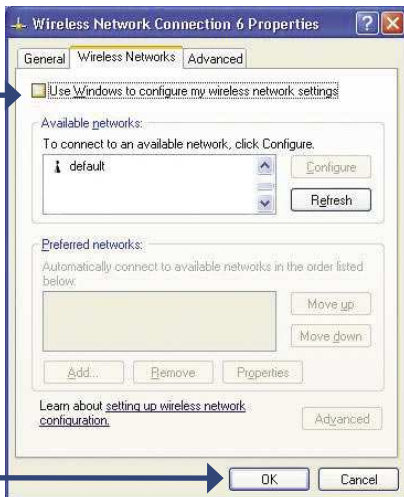 Wireless Network Connection 6 Properties
General Wireless Networks Advanced
Use Windows to configure my wireless network settings
Available networks:
To connect to an available network, click Configure.
default
Configure
Refresh
Preferred networks:
Automatically connect to available networks in the order listed
below:
Move up
Move down
Add... Remove Properties
Learn about setting up wireless network
configuration.
Advanced
OK Cancel